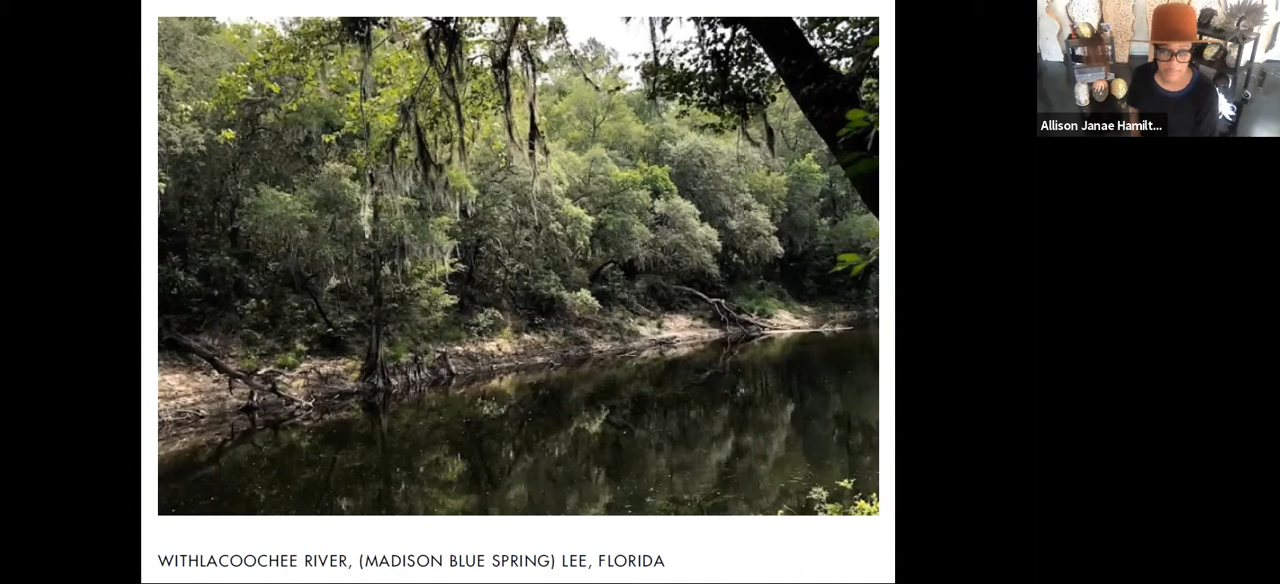 Allison Janae Hamilt...
WITHLACOOCHEE RIVER, (MADISON BLUE SPRING) LEE, FLORIDA